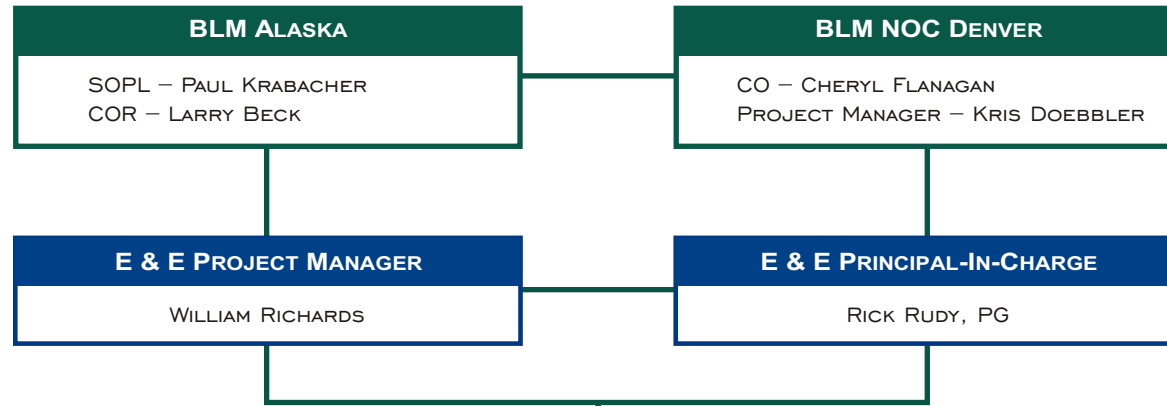 BLM ALASKA
SOPL – PAUL KRABACHER
COR – LARRY BECK
BLM NOC DENVER
CO – CHERYL FLANAGAN
PROJECT MANAGER – KRIS DOEBBLER
E & E PROJECT MANAGER
WILLIAM RICHARDS
E & E PRINCIPAL-IN-CHARGE
RICK RUDY, PG